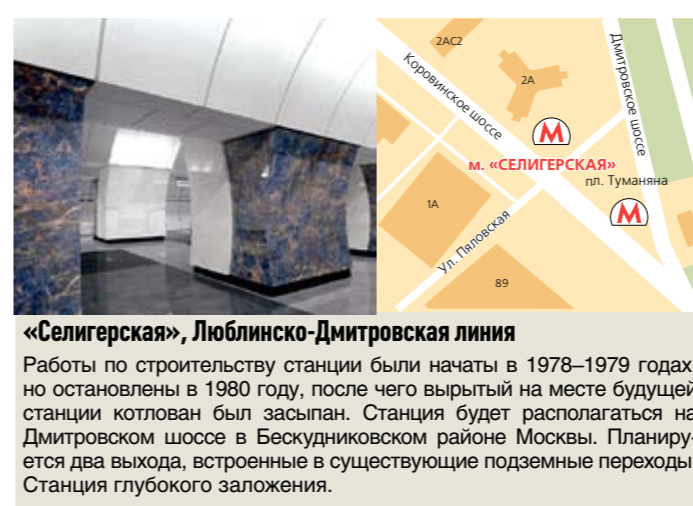 2АС2
2А
Коровинское шоссе
Дмитровское шоссе
М
м. «СЕЛИГЕРСКАЯ»
пл. Туманяна
М
1А
Ул. Пяловская
89
«Селигерская», Люблинско-Дмитровская линия
Работы по строительству станции были начаты в 1978–1979 годах
но остановлены в 1980 году, после чего вырытый на месте будущей
станции котлован был засыпан. Станция будет располагаться на
Дмитровском шоссе в Бескудниковском районе Москвы. Планиру-
ется два выхода, встроенные в существующие подземные переходы
Станция глубокого заложения.